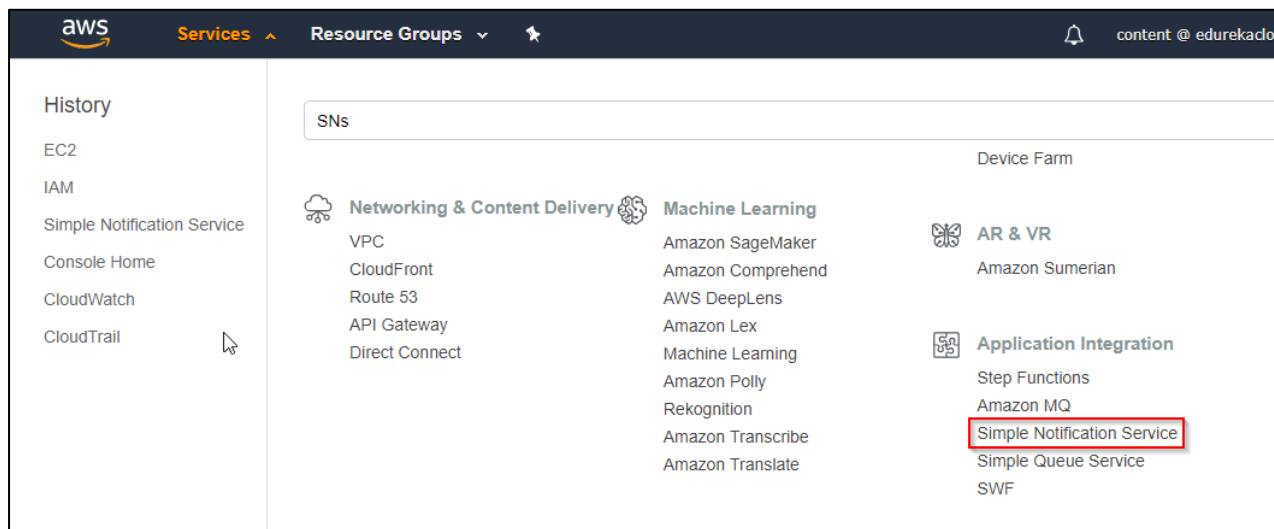 aws
Services
Resource Groups
content @ edurekaclo
History
EC2
IAM
Simple Notification Service
Console Home
CloudWatch
CloudTrail
SNs
Networking & Content Delivery
VPC
CloudFront
Route 53
API Gateway
Direct Connect
Machine Learning
Amazon SageMaker
Amazon Comprehend
AWS DeepLens
Amazon Lex
Machine Learning
Amazon Polly
Rekognition
Amazon Transcribe
Amazon Translate
Device Farm
AR & VR
Amazon Sumerian
Application Integration
Step Functions
Amazon MQ
Simple Notification Service
Simple Queue Service
SWF